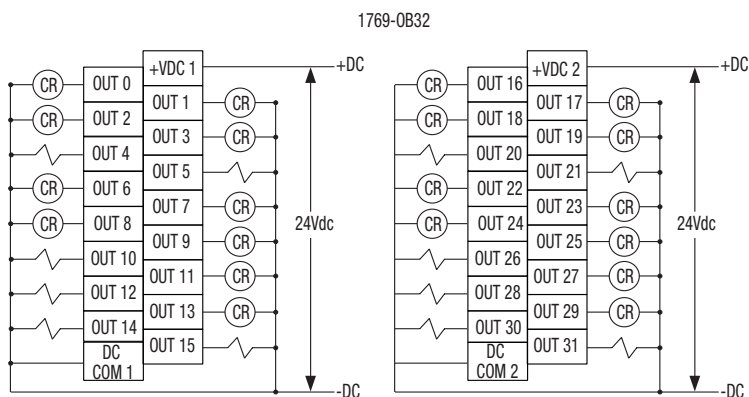 1769-OB32
+VDC 1
+DC
CR
OUT 0
OUT 1
CR
CR
OUT 2
OUT 3
CR
OUT 4
OUT 5
CR
OUT 6
OUT 7
CR
CR
OUT 8
24Vdc
OUT 9
CR
OUT 10
OUT 11
CR
OUT 12
OUT 13
CR
OUT 14
OUT 15
DC
COM 1
-DC
+VDC 2
+DC
CR
OUT 16
OUT 17
CR
CR
OUT 18
OUT 19
CR
OUT 20
OUT 21
CR
OUT 22
OUT 23
CR
CR
OUT 24
24Vdc
OUT 25
CR
OUT 26
OUT 27
CR
OUT 28
OUT 29
CR
OUT 30
OUT 31
DC
COM 2
-DC